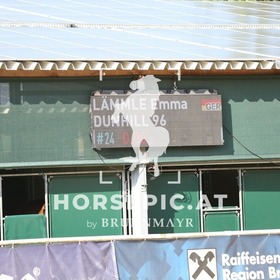 LÄMMLE Emma
GER
DUNHILL '96
#24
HORSEPIC.AT
by BRUNNMAYR
Raiffeisen
Region